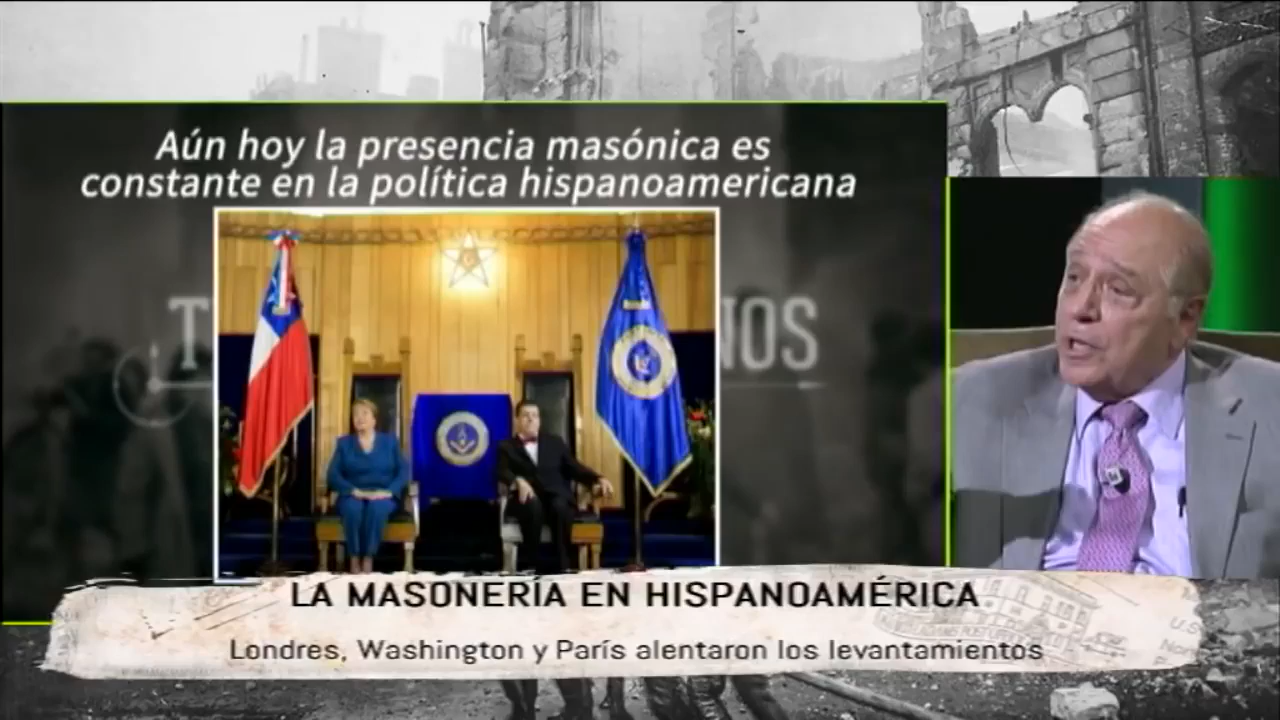 Aún hoy la presencia masónica es
constante en la política hispanoamericana
NOS
LA MASONERÍA EN HISPANOAMÉRICA
Londres, Washington y París alentaron los levantamientos